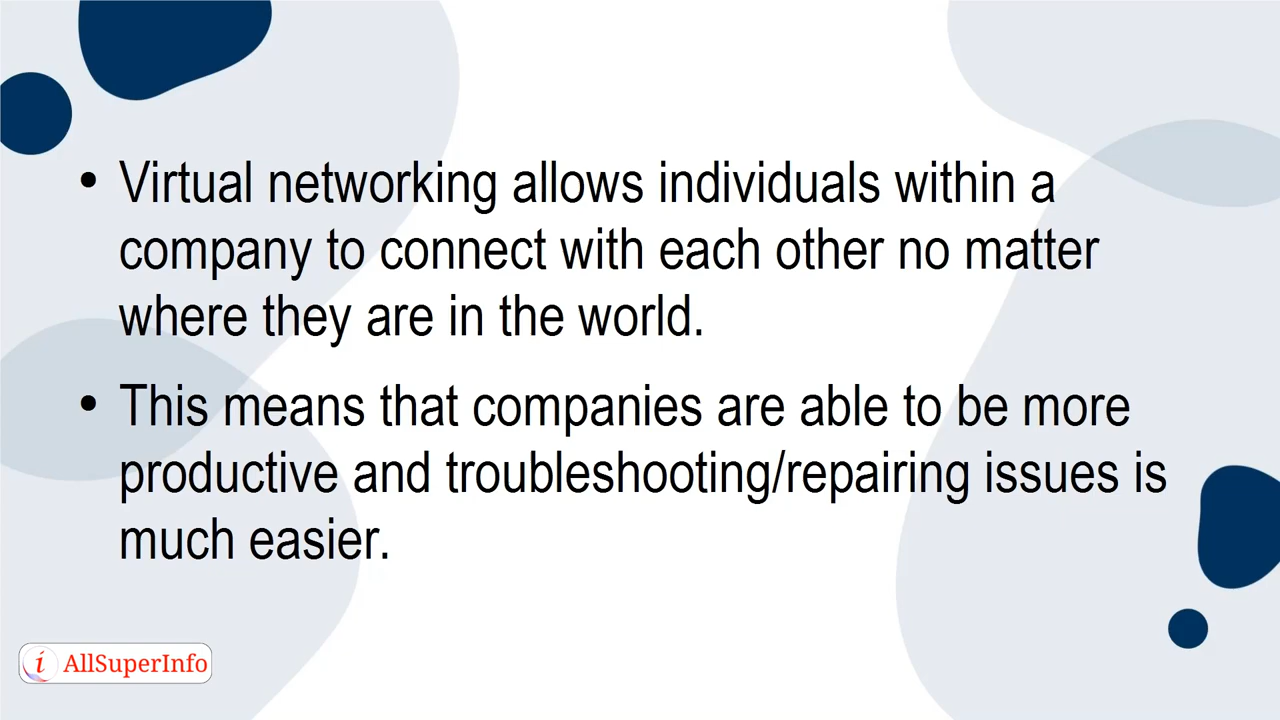 • Virtual networking allows individuals within a
company to connect with each other no matter
where they are in the world.
• This means that companies are able to be more
productive and troubleshooting/repairing issues is
much easier.
i AllSuperInfo